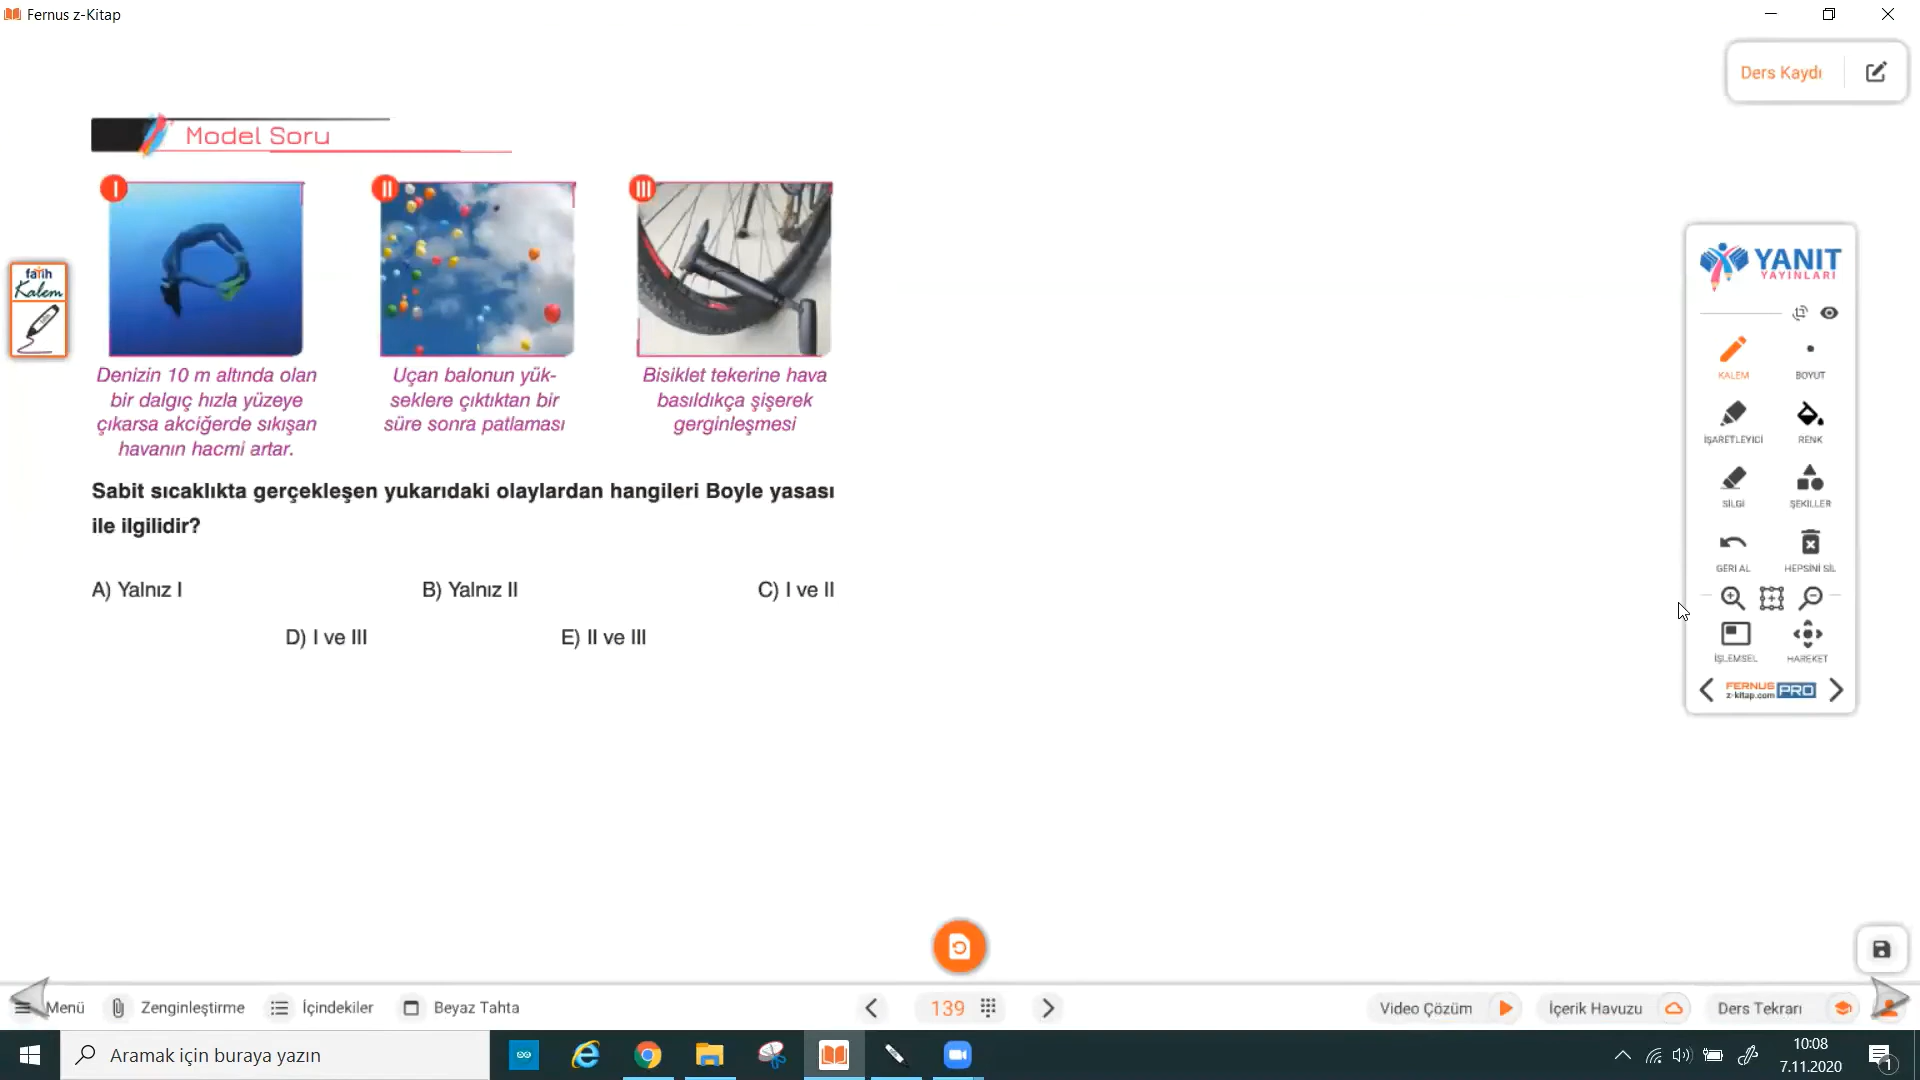 Fernus z-Kitap
Ders Kaydı
Model Soru
I
II
III
fatih
Kalem
Denizin 10 m altında olan
bir dalgıç hızla yüzeye
çıkarsa akciğerde sıkışan
havanın hacmi artar.
Uçan balonun yük-
seklere çıktıktan bir
süre sonra patlaması
Bisiklet tekerine hava
basıldıkça şişerek
gerginleşmesi
Sabit sıcaklıkta gerçekleşen yukarıdaki olaylardan hangileri Boyle yasası
ile ilgilidir?
A) Yalnız I
B) Yalnız II
C) I ve II
D) I ve III
E) II ve III
YANIT
YAYINLARI
KALEM
BOYUT
İŞARETLEYİCİ
RENK
SİLGİ
ŞEKİLLER
GERİ AL
HEPSİNİ SİL
İŞLEMSEL
HAREKET
FERNUS
z-kitap.com
PRO
Menü
Zenginleştirme
İçindekiler
Beyaz Tahta
139
Video Çözüm
İçerik Havuzu
Ders Tekrarı
Aramak için buraya yazın
10:08
7.11.2020
1